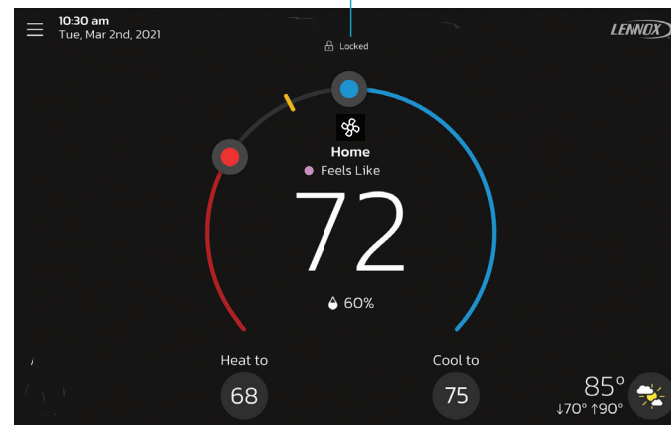 10:30 am
Tue, Mar 2nd, 2021
Locked
LENNOX
Home
Feels Like
72
60%
Heat to
Cool to
68
75
85°
↓70° ↑90°